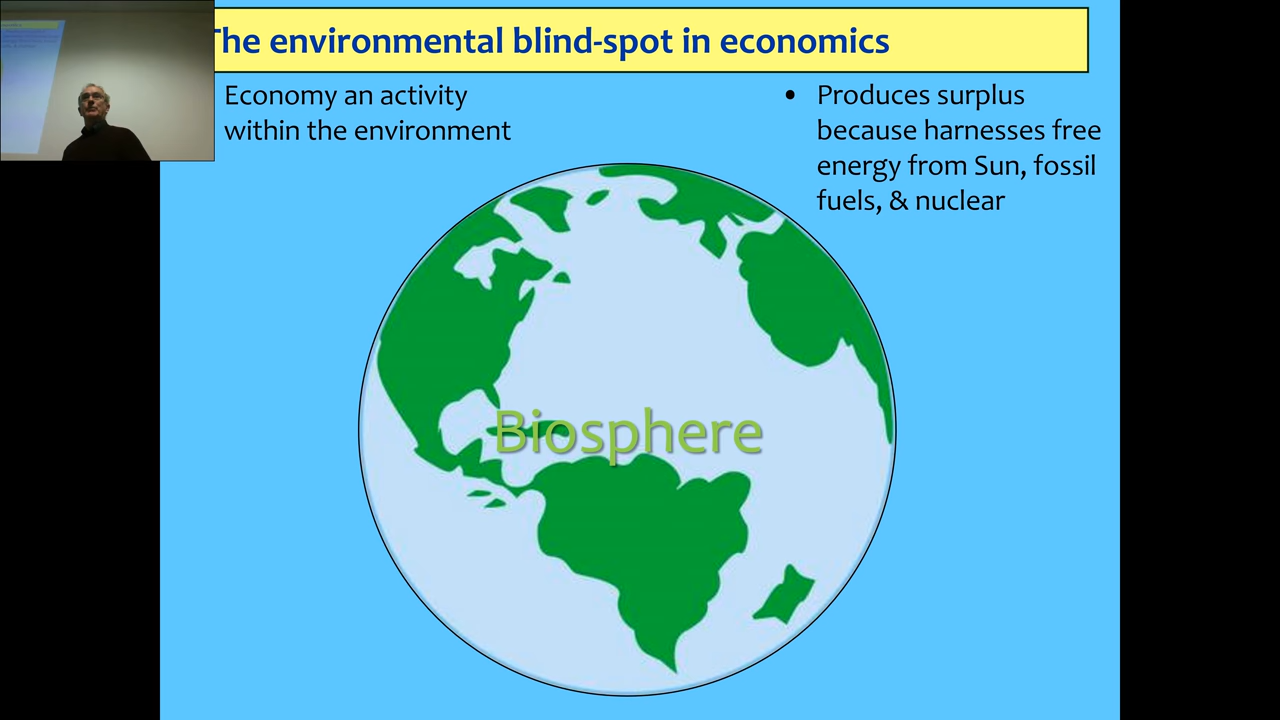 The environmental blind-spot in economics
Economy an activity
within the environment
• Produces surplus
because harnesses free
energy from Sun, fossil
fuels, & nuclear
Biosphere